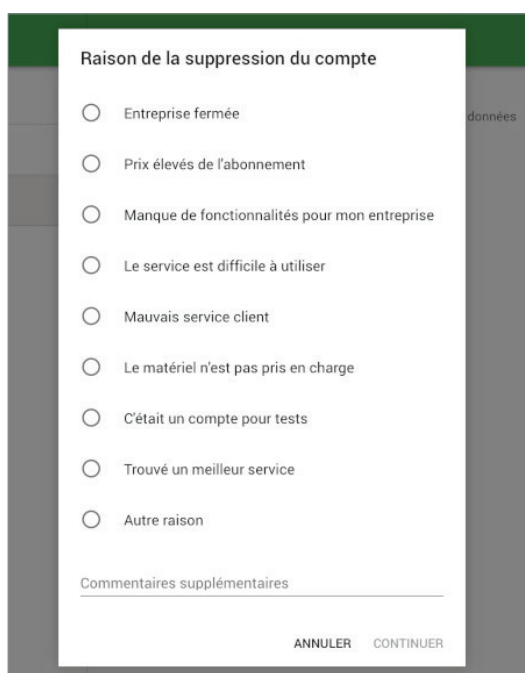 Raison de la suppression du compte
Entreprise fermée
données
Prix élevés de l'abonnement
Manque de fonctionnalités pour mon entreprise
Le service est difficile à utiliser
Mauvais service client
Le matériel n'est pas pris en charge
C'était un compte pour tests
Trouvé un meilleur service
Autre raison
Commentaires supplémentaires
ANNULER CONTINUER